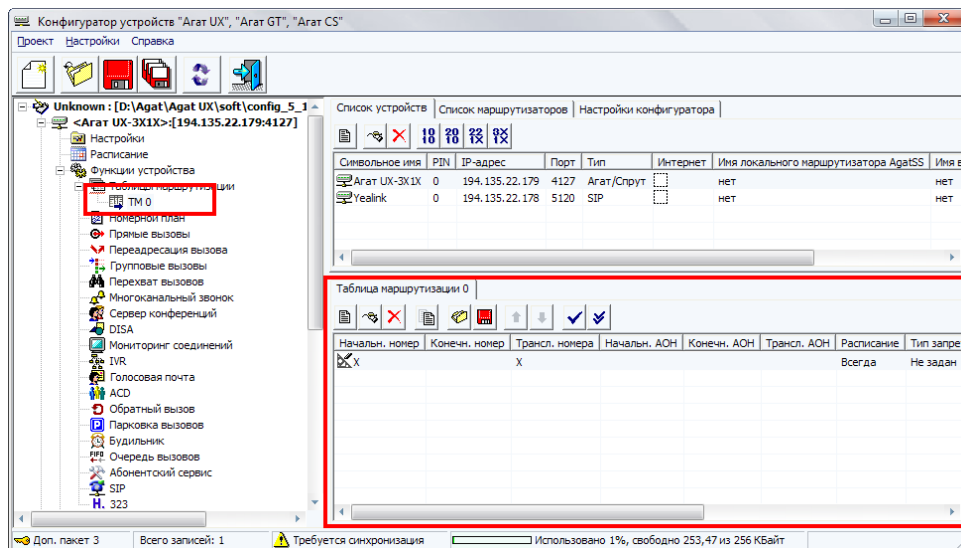 Конфигуратор устройств "Агат UX", "Агат GT", "Агат CS"
Проект Настройки Справка
Unknown : [D:\Agat\Agat UX\soft\config_5_1
<Агат UX-3X1X>:[194.135.22.179:4127]
Настройки
Расписание
Функции устройства
Таблицы маршрутизации
ТМ 0
Номерной план
Прямые вызовы
Переадресация вызова
Групповые вызовы
Перехват вызовов
Многоканальный звонок
Сервер конференций
DISA
Мониторинг соединений
IVR
Голосовая почта
ACD
Обратный вызов
Парковка вызовов
Будильник
Очередь вызовов
Абонентский сервис
SIP
H. 323
Список устройств Список маршрутизаторов Настройки конфигуратора
Символьное имя PIN IP-адрес Порт Тип Интернет Имя локального маршрутизатора AgatSS Имя в
Агат UX-3X1X 0 194.135.22.179 4127 Агат/Спрут нет нет
Yealink 0 194.135.22.178 5120 SIP нет нет
Таблица маршрутизации 0
Начальн. номер Конечн. номер Трансл. номера Начальн. АОН Конечн. АОН Трансл. АОН Расписание Тип запре
X X Всегда Не задан
Доп. пакет 3 Всего записей: 1 Требуется синхронизация Использовано 1%, свободно 253,47 из 256 КБайт